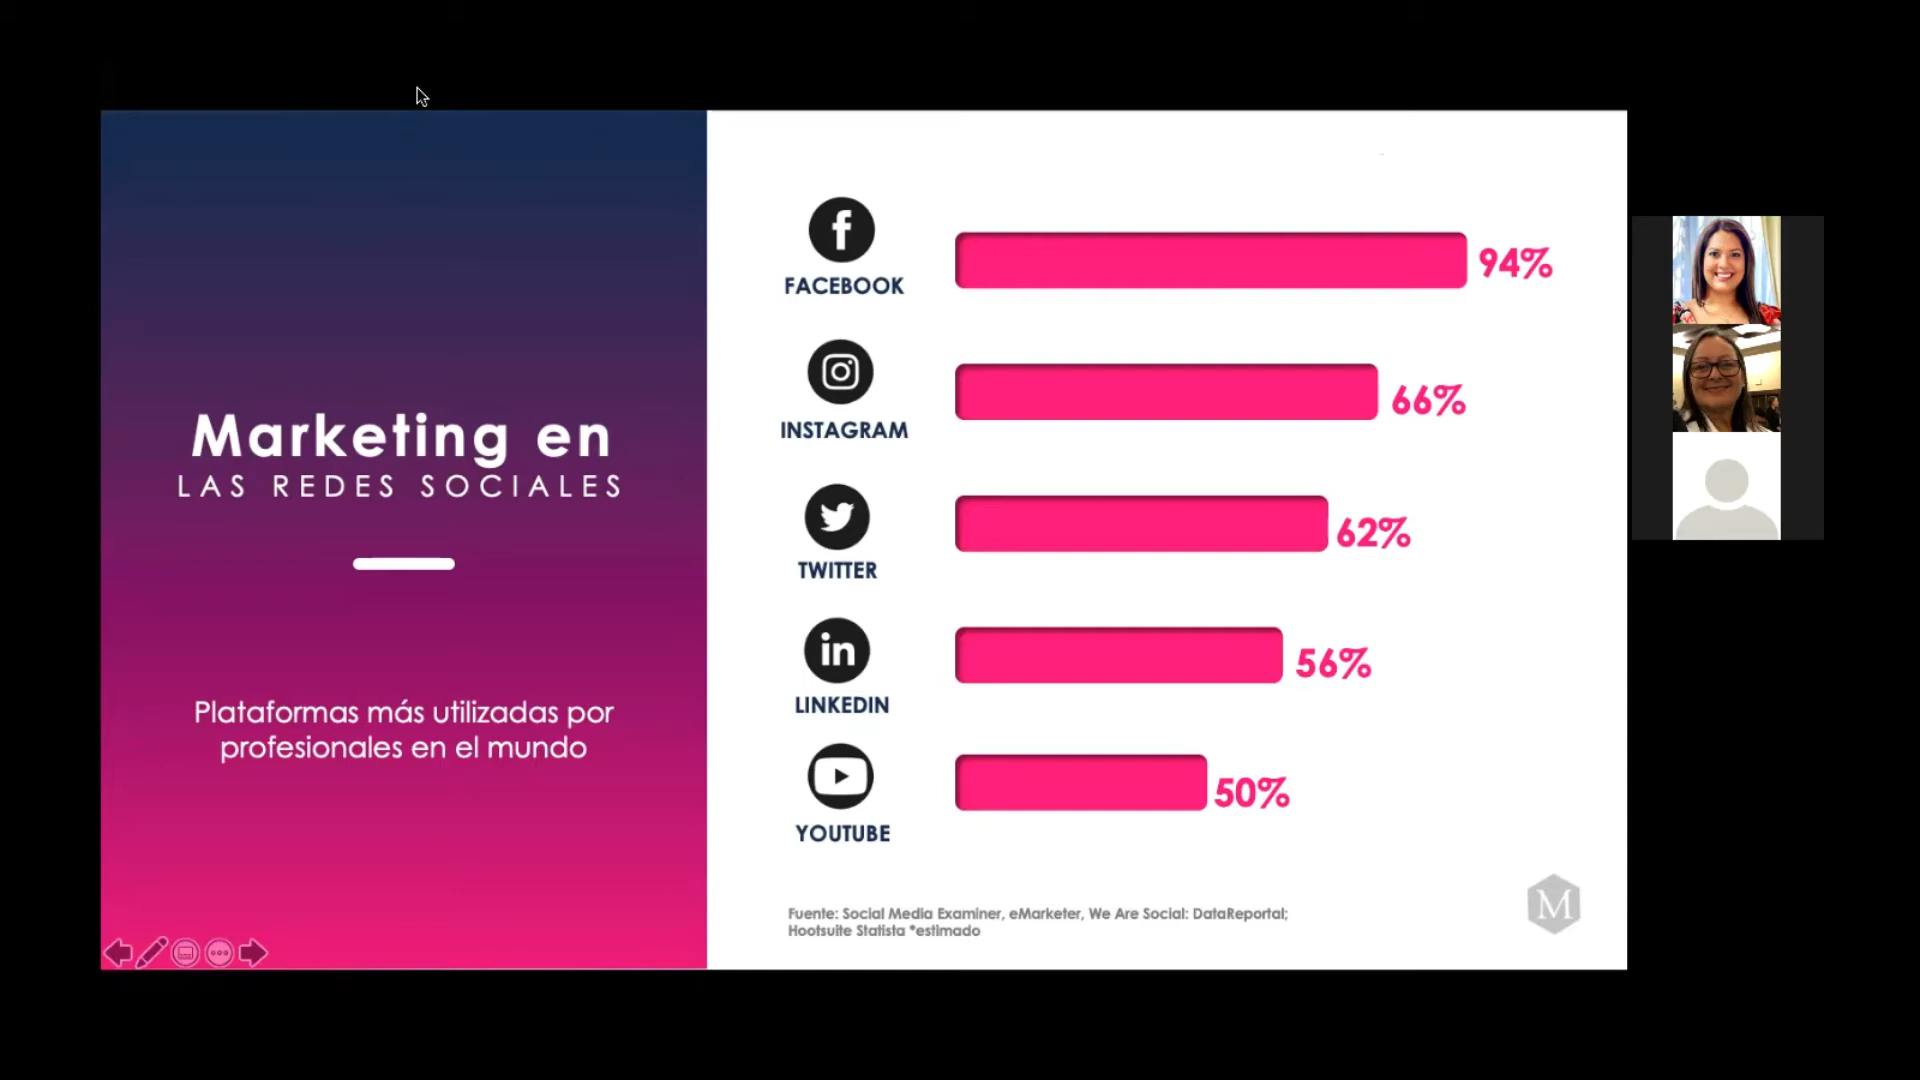 Marketing en
LAS REDES SOCIALES
Plataformas más utilizadas por
profesionales en el mundo
FACEBOOK
94%
INSTAGRAM
66%
TWITTER
62%
LINKEDIN
56%
YOUTUBE
50%
Fuente: Social Media Examiner, eMarketer, We Are Social: DataReportal;
Hootsuite Statista *estimado
M